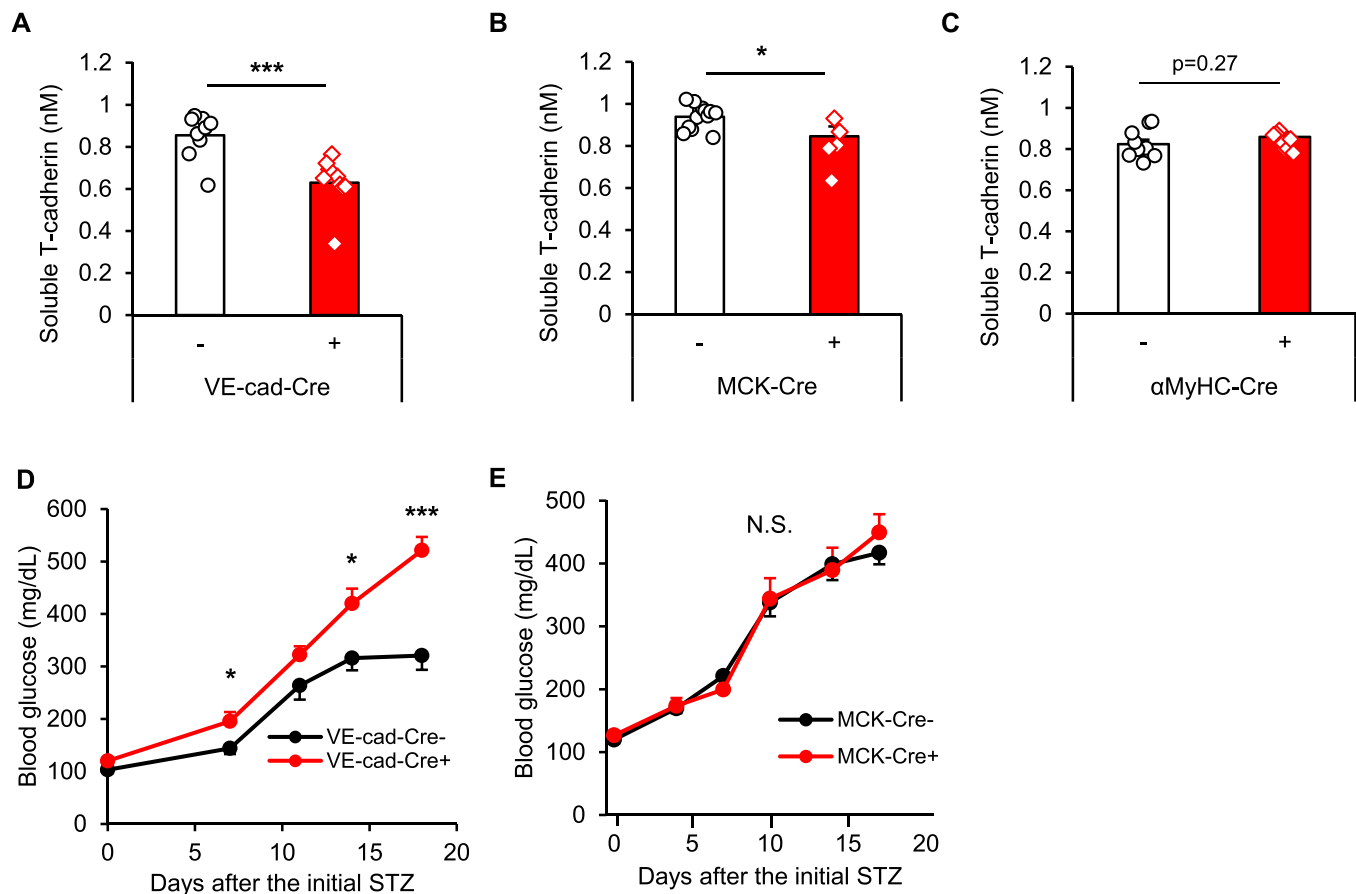 A
Soluble T-cadherin (nM)
1.2
1
0.8
0.6
0.4
0.2
0
***
- +
VE-cad-Cre
B
Soluble T-cadherin (nM)
1.2
1
0.8
0.6
0.4
0.2
0
*
- +
MCK-Cre
C
Soluble T-cadherin (nM)
1.2
1
0.8
0.6
0.4
0.2
0
p=0.27
- +
αMyHC-Cre
D
Blood glucose (mg/dL)
600
500
400
300
200
100
0
*
*
***
VE-cad-Cre-
VE-cad-Cre+
0 5 10 15 20
Days after the initial STZ
E
Blood glucose (mg/dL)
500
400
300
200
100
0
N.S.
MCK-Cre-
MCK-Cre+
0 5 10 15 20
Days after the initial STZ